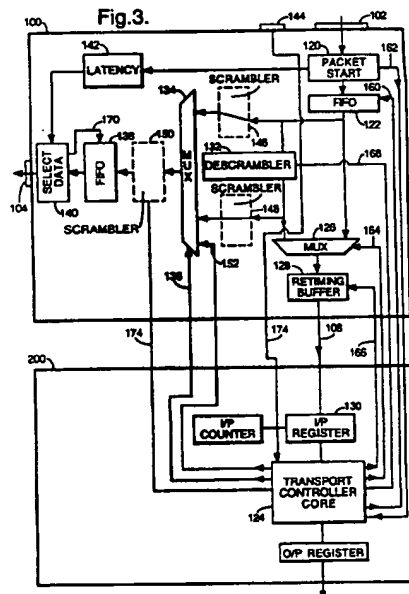 Fig.3.
100
144
102
142
120
162
LATENCY
PACKET
START
134
SCRAMBLER
160
FIFO
122
170
136
150
MUX
146
132
168
SELECT
DATA
FIFO
DESCRAMBLER
104
SCRAMBLER
140
148
SCRAMBLER
126
164
MUX
138
152
128
RETIMING
BUFFER
174
174
108
166
200
130
I/P
COUNTER
I/P
REGISTER
TRANSPORT
CONTROLLER
CORE
124
O/P REGISTER